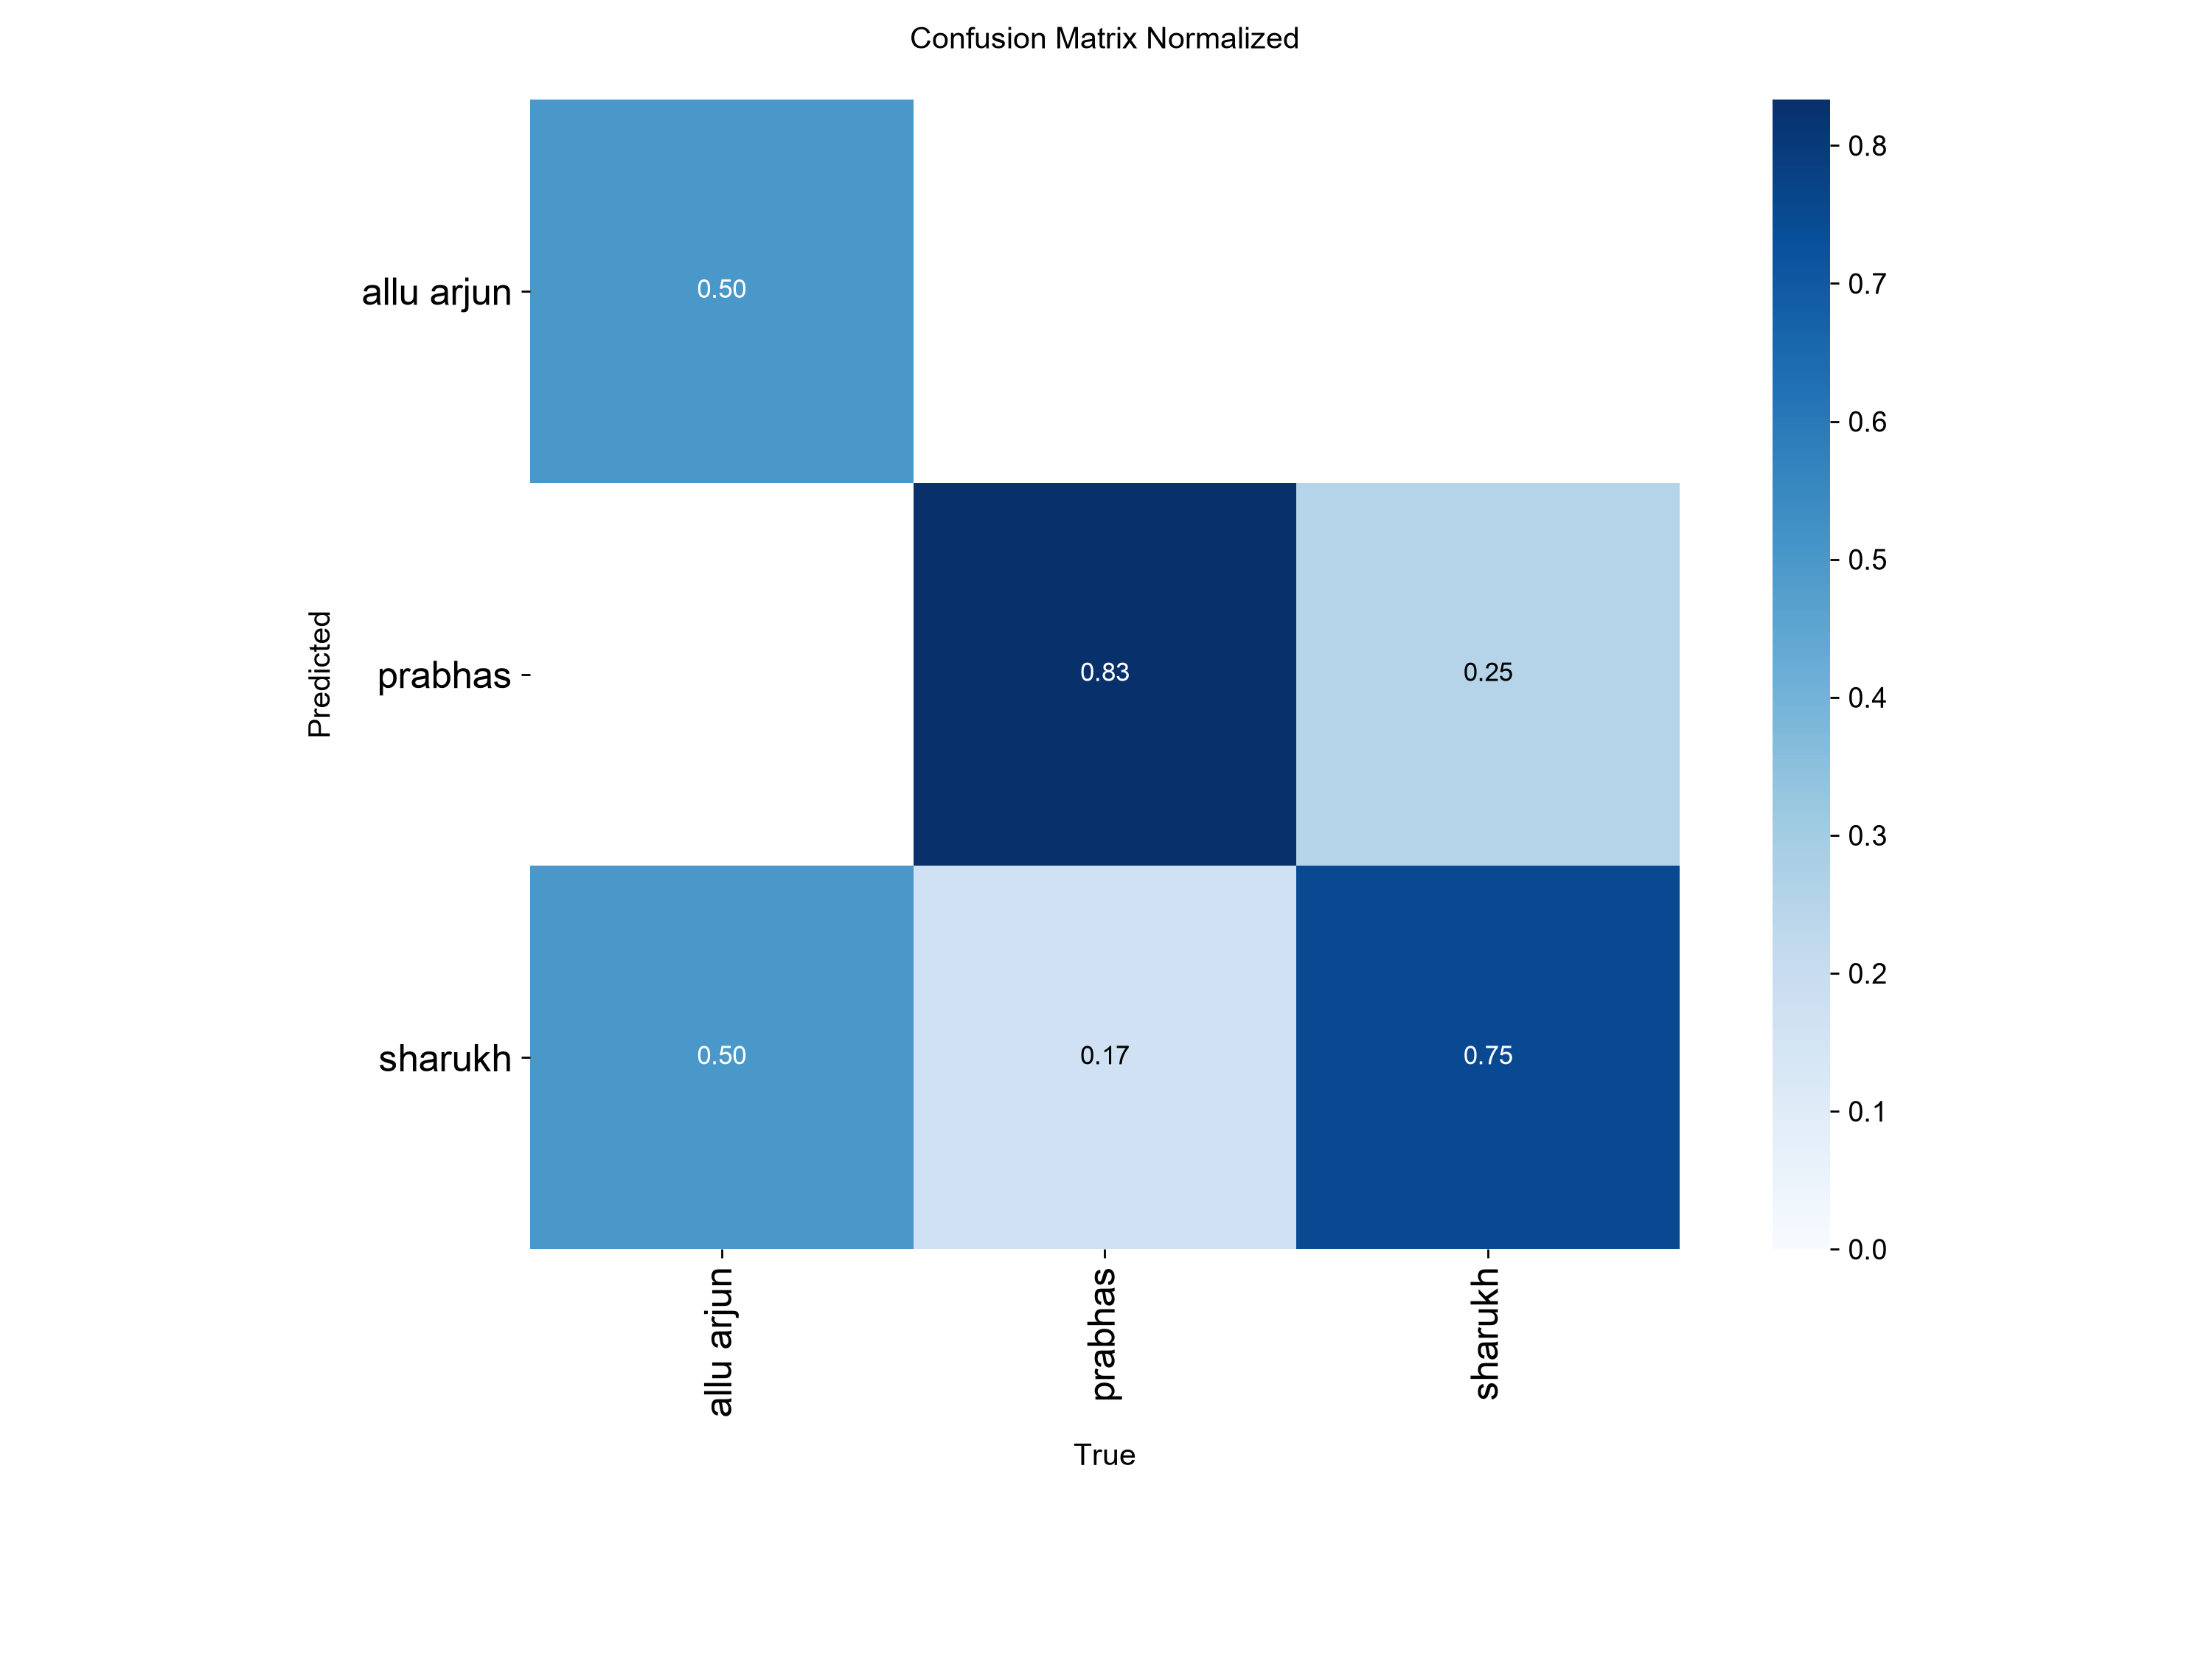 Confusion Matrix Normalized
allu arjun
prabhas
sharukh
Predicted
0.50
0.83
0.25
0.50
0.17
0.75
allu arjun
prabhas
sharukh
True
0.8
0.7
0.6
0.5
0.4
0.3
0.2
0.1
0.0